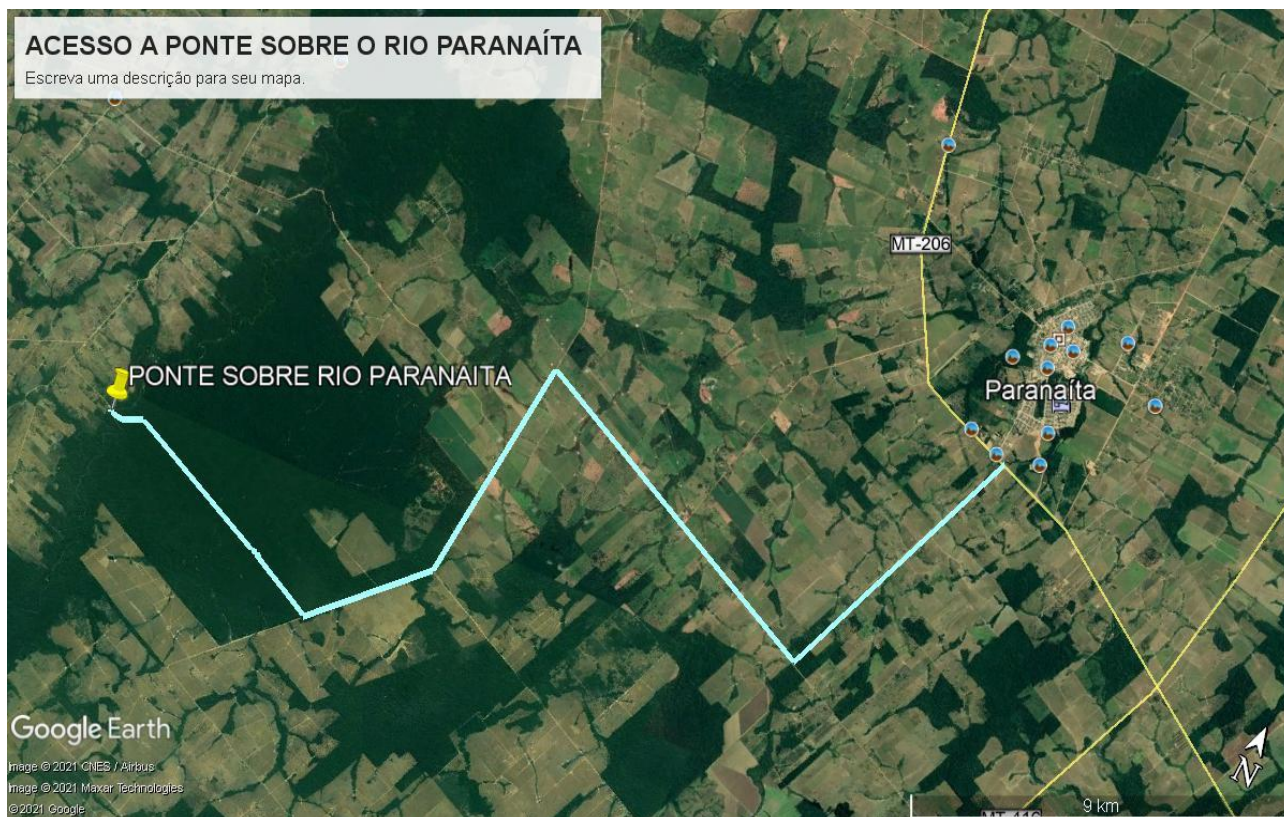 ACESSO A PONTE SOBRE O RIO PARANAÍTA
Escreva uma descrição para seu mapa.
MT-206
PONTE SOBRE RIO PARANAITA
Paranaíta
Google Earth
Image © 2021 CNES / Airbus
Image © 2021 Maxar Technologies
© 2021 Google
N
9 km